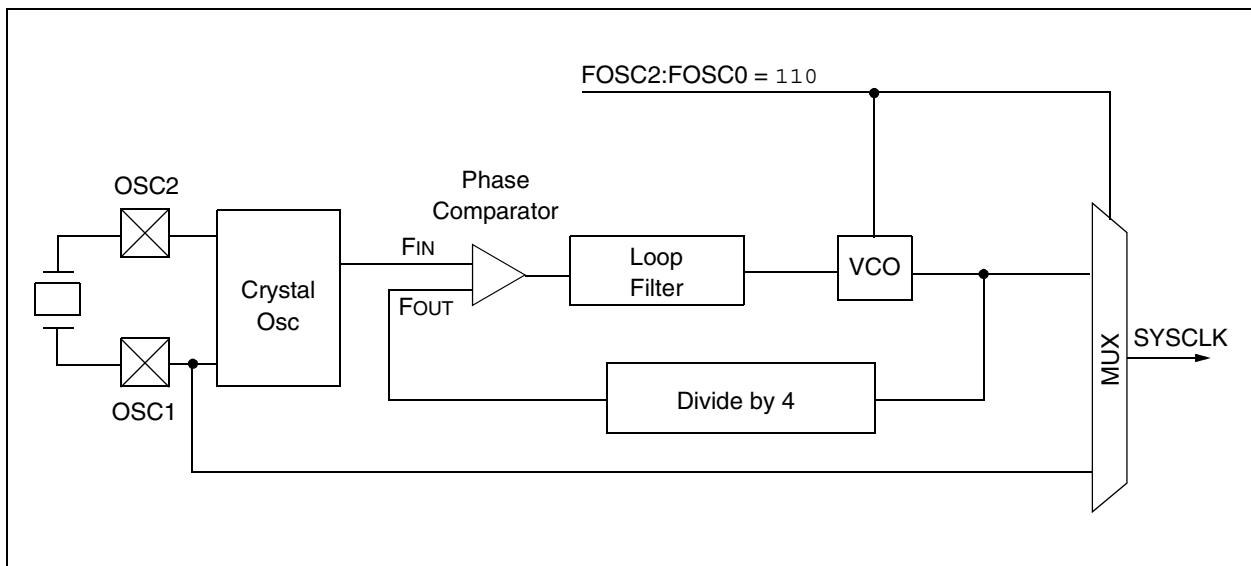 FOSC2:FOSC0 = 110
OSC2
Phase
Comparator
Crystal
Osc
FIN
FOUT
Loop
Filter
VCO
Divide by 4
MUX
SYSCLK
OSC1